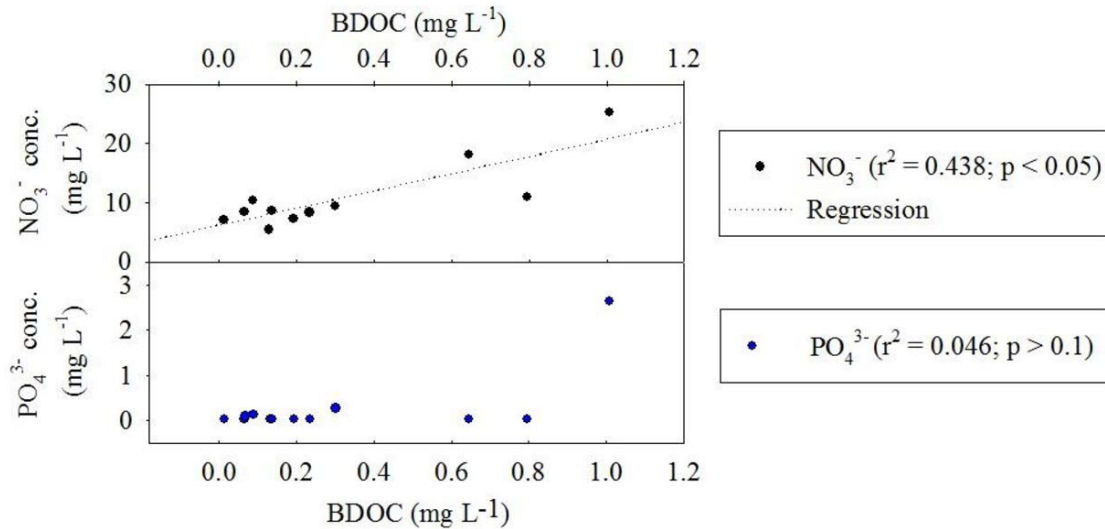 BDOC (mg L⁻¹)
0.0 0.2 0.4 0.6 0.8 1.0 1.2
30
20
10
0
NO₃⁻ conc.
(mg L⁻¹)
NO₃⁻ (r² = 0.438; p < 0.05)
Regression
3
2
1
0
PO₄³⁻ conc.
(mg L⁻¹)
PO₄³⁻ (r² = 0.046; p > 0.1)
0.0 0.2 0.4 0.6 0.8 1.0 1.2
BDOC (mg L-1)